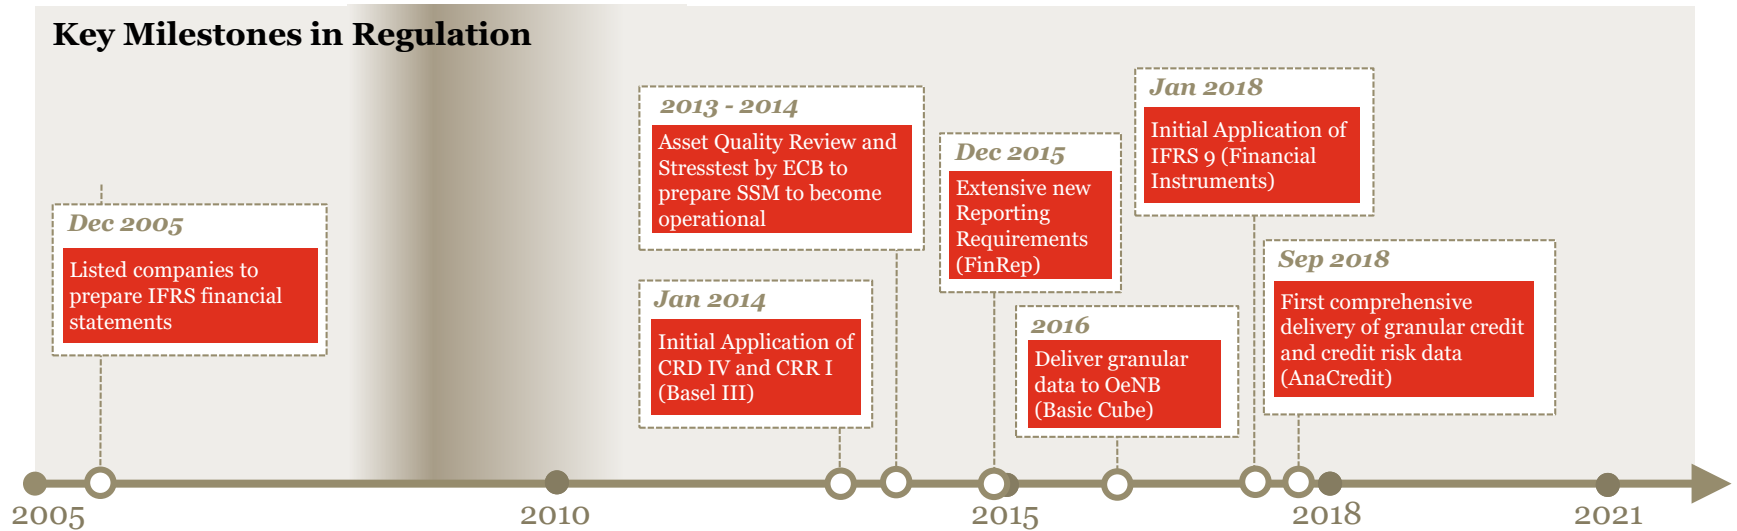 Key Milestones in Regulation
Dec 2005
Listed companies to
prepare IFRS financial
statements
2013 - 2014
Asset Quality Review and
Stresstest by ECB to
prepare SSM to become
operational
Jan 2014
Initial Application of
CRD IV and CRR I
(Basel III)
Dec 2015
Extensive new
Reporting
Requirements
(FinRep)
2016
Deliver granular
data to OeNB
(Basic Cube)
Jan 2018
Initial Application of
IFRS 9 (Financial
Instruments)
Sep 2018
First comprehensive
delivery of granular credit
and credit risk data
(AnaCredit)
2005
2010
2015
2018
2021